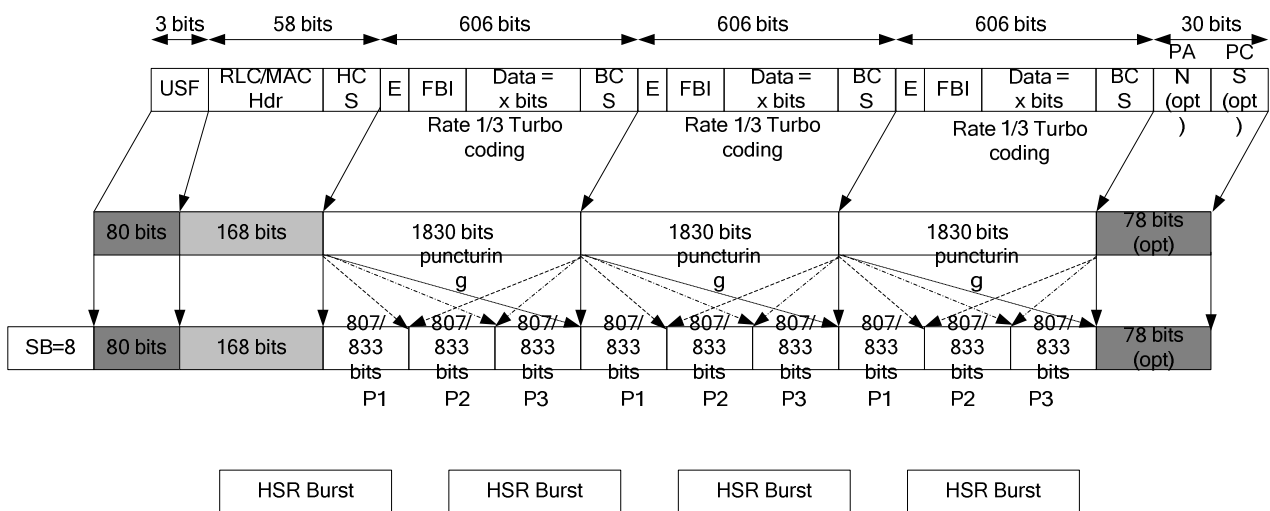 3 bits 58 bits 606 bits 606 bits 606 bits 30 bits
USF
RLC/MAC
Hdr
HC
S
E
FBI
Data =
x bits
BC
S
E
FBI
Data =
x bits
BC
S
E
FBI
Data =
x bits
BC
S
PA
N
(opt
)
PC
S
(opt
)
Rate 1/3 Turbo
coding
Rate 1/3 Turbo
coding
Rate 1/3 Turbo
coding
80 bits
168 bits
1830 bits
puncturin
g
1830 bits
puncturin
g
1830 bits
puncturin
g
78 bits
(opt)
SB=8
80 bits
168 bits
807/
833
bits
807/
833
bits
807/
833
bits
807/
833
bits
807/
833
bits
807/
833
bits
807/
833
bits
807/
833
bits
807/
833
bits
78 bits
(opt)
P1 P2 P3 P1 P2 P3 P1 P2 P3
HSR Burst HSR Burst HSR Burst HSR Burst